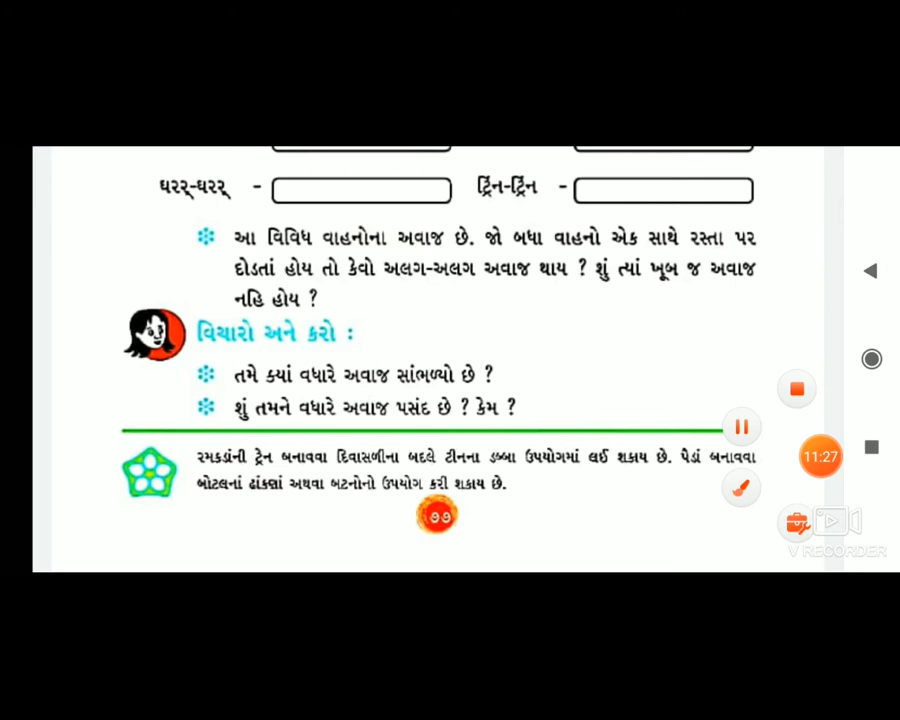 ઘરર્-ઘરર્ - ટ્રિન-ટ્રિન -
આ વિવિધ વાહનોના અવાજ છે. જો બધા વાહનો એક સાથે રસ્તા પર
દોડતાં હોય તો કેવો અલગ-અલગ અવાજ થાય ? શું ત્યાં ખૂબ જ અવાજ
નહિ હોય ?
વિચારો અને કરો :
તમે ક્યાં વધારે અવાજ સાંભળ્યો છે ?
શું તમને વધારે અવાજ પસંદ છે ? કેમ ?
રમકડાંની ટ્રેન બનાવવા દિવાસળીના બદલે ટીનના ડબ્બા ઉપયોગમાં લઈ શકાય છે. પૈડાં બનાવવા
બોટલનાં ઢાંકણાં અથવા બટનોનો ઉપયોગ કરી શકાય છે.
૭૭
11:27
V RECORDER